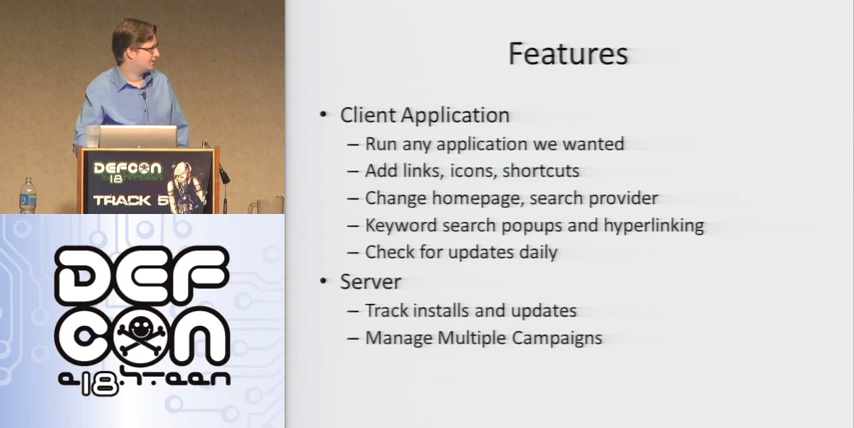 DEFCON
18
TRACK 5
DEF
CON
e18hteen
Features
• Client Application
– Run any application we wanted
– Add links, icons, shortcuts
– Change homepage, search provider
– Keyword search popups and hyperlinking
– Check for updates daily
• Server
– Track installs and updates
– Manage Multiple Campaigns